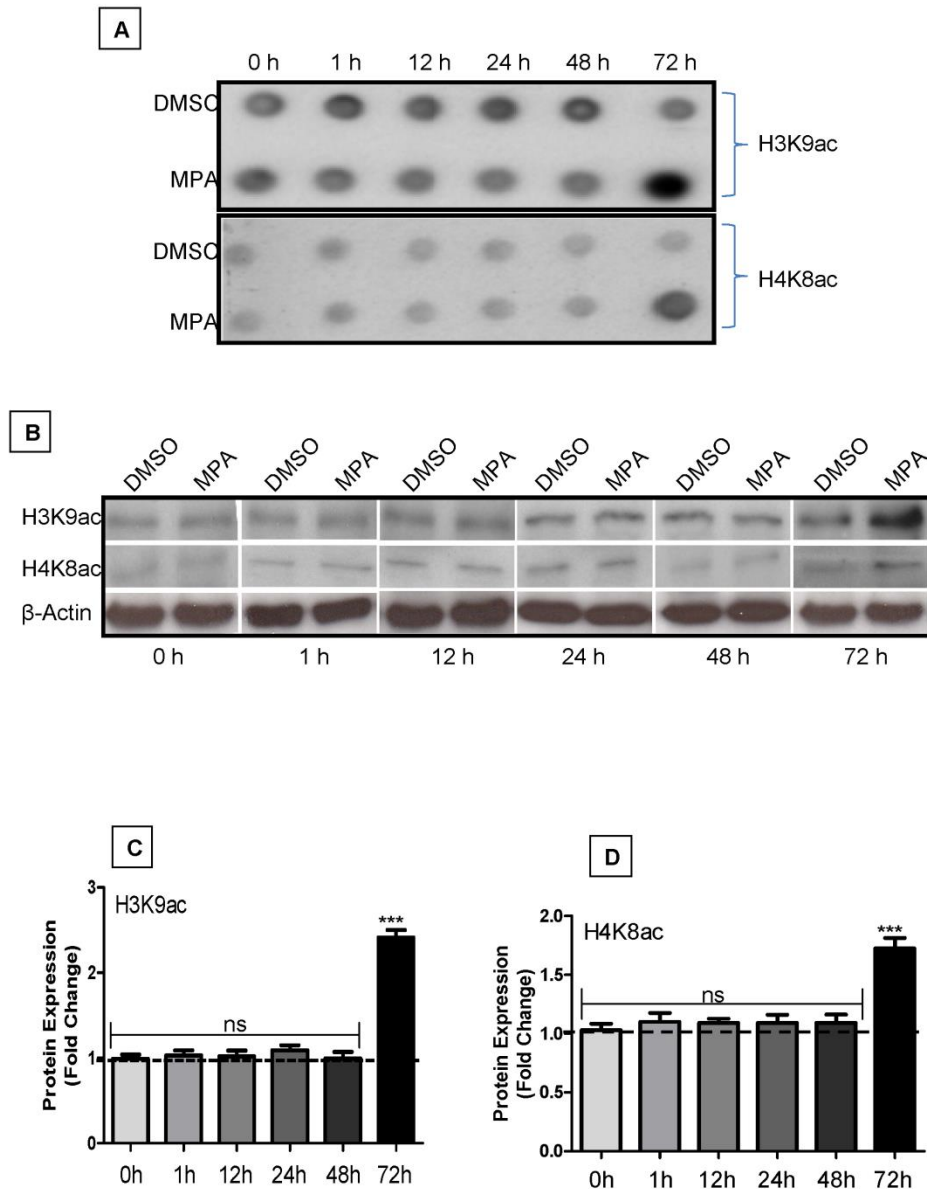 A
0 h 1 h 12 h 24 h 48 h 72 h
DMSO
H3K9ac
MPA
DMSO
H4K8ac
MPA
B
DMSO MPA DMSO MPA DMSO MPA DMSO MPA DMSO MPA DMSO MPA
H3K9ac
H4K8ac
β-Actin
0 h 1 h 12 h 24 h 48 h 72 h
C
H3K9ac
Protein Expression
(Fold Change)
3
2
1
0
ns
***
0h 1h 12h 24h 48h 72h
D
H4K8ac
Protein Expression
(Fold Change)
2.0
1.5
1.0
0.5
0.0
ns
***
0h 1h 12h 24h 48h 72h